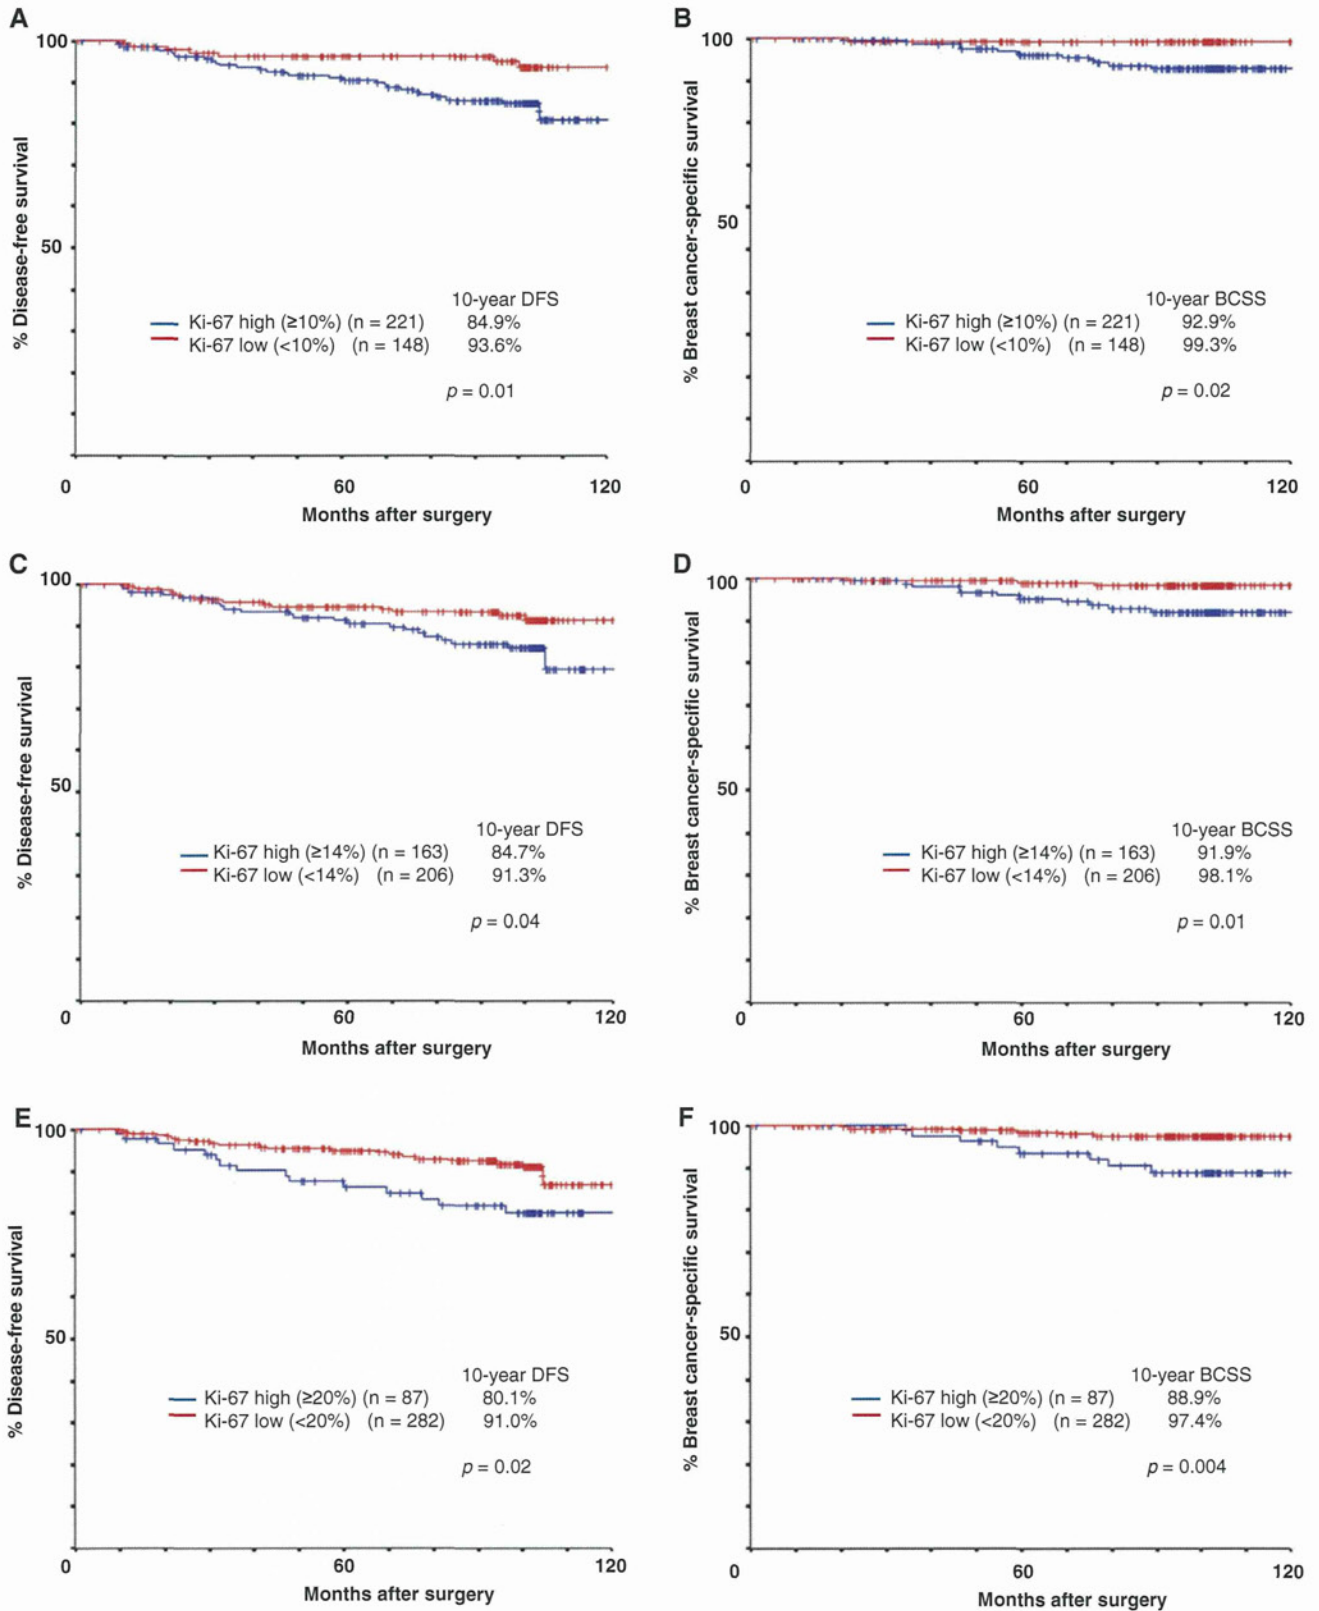 A
100
50
% Disease-free survival
10-year DFS
Ki-67 high (≥10%) (n = 221) 84.9%
Ki-67 low (<10%) (n = 148) 93.6%
p = 0.01
0 60 120
Months after surgery
B
100
50
% Breast cancer-specific survival
10-year BCSS
Ki-67 high (≥10%) (n = 221) 92.9%
Ki-67 low (<10%) (n = 148) 99.3%
p = 0.02
0 60 120
Months after surgery
C
100
50
% Disease-free survival
10-year DFS
Ki-67 high (≥14%) (n = 163) 84.7%
Ki-67 low (<14%) (n = 206) 91.3%
p = 0.04
0 60 120
Months after surgery
D
100
50
% Breast cancer-specific survival
10-year BCSS
Ki-67 high (≥14%) (n = 163) 91.9%
Ki-67 low (<14%) (n = 206) 98.1%
p = 0.01
0 60 120
Months after surgery
E
100
50
% Disease-free survival
10-year DFS
Ki-67 high (≥20%) (n = 87) 80.1%
Ki-67 low (<20%) (n = 282) 91.0%
p = 0.02
0 60 120
Months after surgery
F
100
50
% Breast cancer-specific survival
10-year BCSS
Ki-67 high (≥20%) (n = 87) 88.9%
Ki-67 low (<20%) (n = 282) 97.4%
p = 0.004
0 60 120
Months after surgery